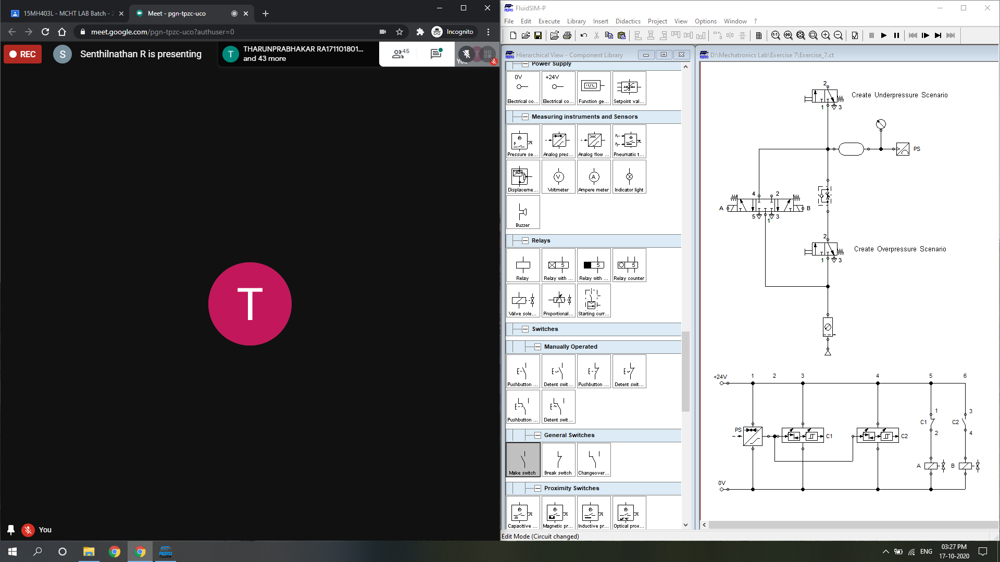 15MH403L - MCHT LAB Batch - 2
Meet - pgn-tpzc-uco
meet.google.com/pgn-tpzc-uco?authuser=0
Incognito
REC
S
Senthilnathan R is presenting
T
THARUNPRABHAKAR RA171101801...
and 43 more
45
You
T
You
FESTO
FluidSIM-P
File Edit Execute Library Insert Didactics Project View Options Window ?
Hierarchical View - Component Library
Power Supply
0V
+24V
Electrical co...
Electrical co...
Function ge...
Setpoint val...
Measuring instruments and Sensors
Pressure se...
Analog pres...
Analog flow ...
Pneumatic t...
Displaceme...
Voltmeter
Ampere meter
Indicator light
V
A
Buzzer
Relays
5
5
5
Relay
Relay with ...
Relay with ...
Relay counter
Valve sole...
Proportional...
Starting curr...
Switches
Manually Operated
Pushbutton ...
Detent swit...
Pushbutton ...
Detent swit...
Pushbutton ...
Detent swit...
General Switches
Make switch
Break switch
Changeover...
Proximity Switches
Capacitive ...
Magnetic pr...
Inductive pr...
Optical prox...
Edit Mode (Circuit changed)
D:\Mechatronics Lab\Exercise 7\Exercise_7.ct
2
Create Underpressure Scenario
1
3
PS
4
2
A
B
5
3
1
2
Create Overpressure Scenario
1
3
+24V
1
2
3
4
5
6
1
3
C1
C2
PS
C1
C2
2
4
A
B
0V
FESTO
FluidSIM
ENG
03:27 PM
17-10-2020